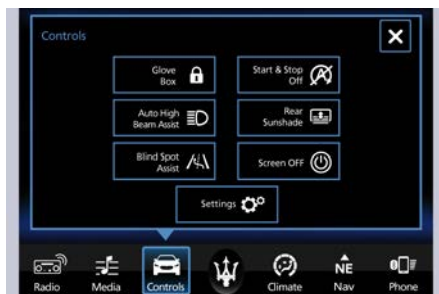 Controls
Glove
Box
Start & Stop
Off
Auto High
Beam Assist
Rear
Sunshade
Blind Spot
Assist
Screen OFF
Settings
NE
Radio
Media
Controls
Climate
Nav
Phone